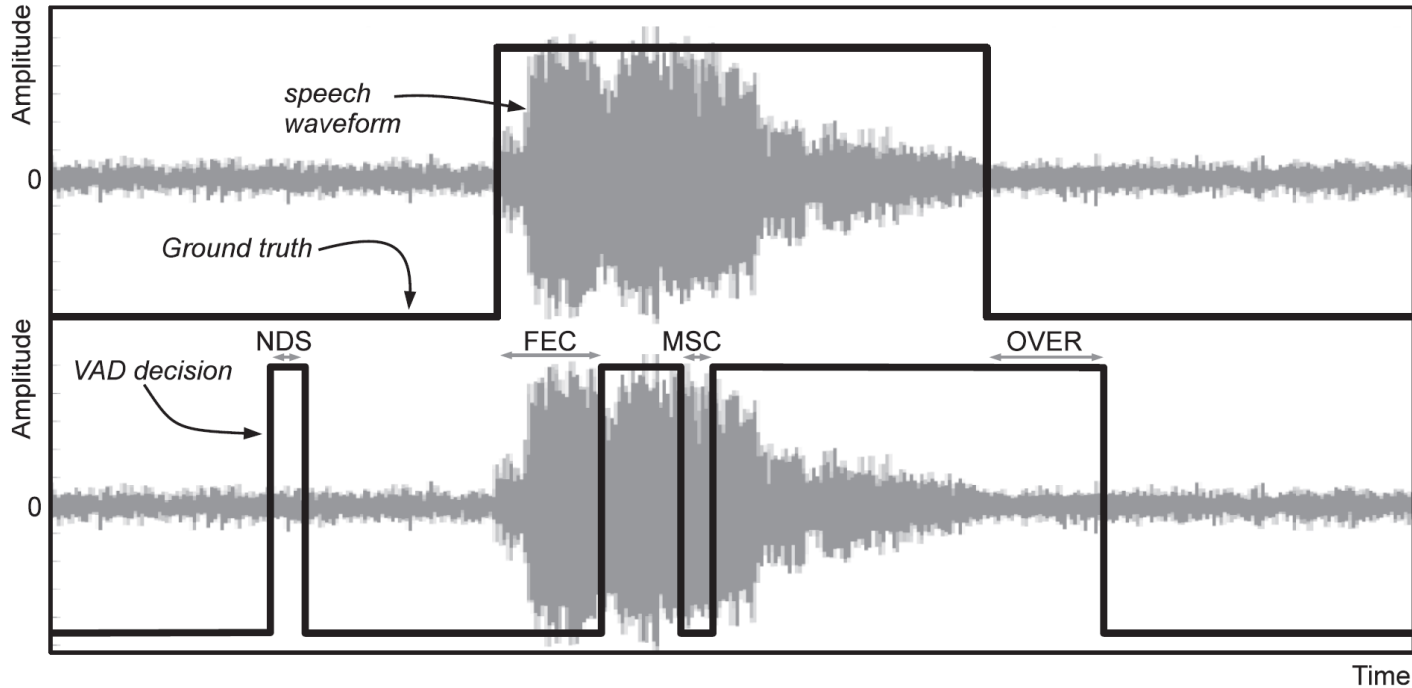 Amplitude
speech
waveform
0
Ground truth
NDS
FEC
MSC
OVER
VAD decision
Amplitude
0
Time